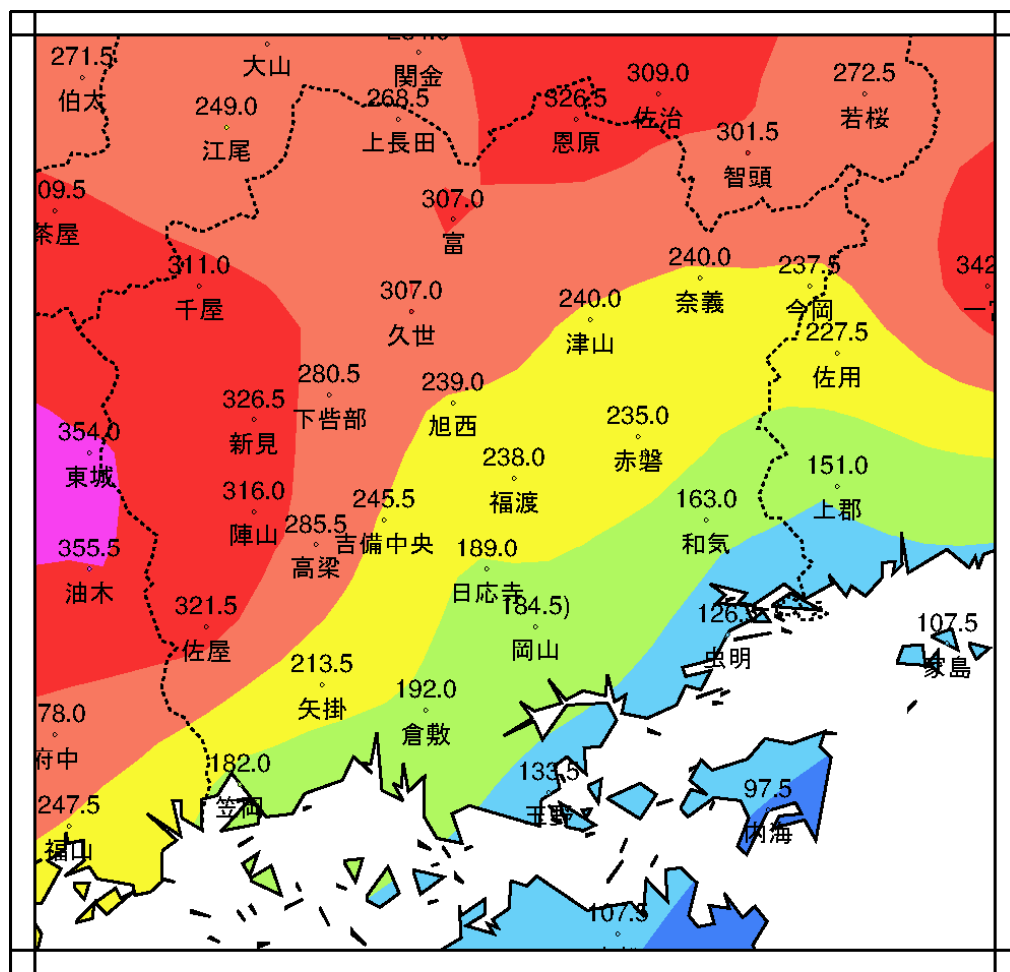 271.5
伯太
大山
関金
249.0
江尾
268.5
上長田
326.5
恩原
309.0
佐治
301.5
智頭
272.5
若桜
09.5
茶屋
311.0
千屋
307.0
富
307.0
久世
240.0
津山
240.0
奈義
237.5
今岡
227.5
佐用
342
280.5
下呰部
326.5
新見
239.0
旭西
235.0
赤磐
354.0
東城
316.0
陣山
285.5
高梁
245.5
吉備中央
238.0
福渡
163.0
和気
151.0
上郡
355.5
油木
189.0
日応寺
184.5)
岡山
321.5
佐屋
126.
虫明
107.5
家島
213.5
矢掛
192.0
倉敷
78.0
府中
182.0
笠岡
133.5
玉野
97.5
内海
247.5
福山
107.5